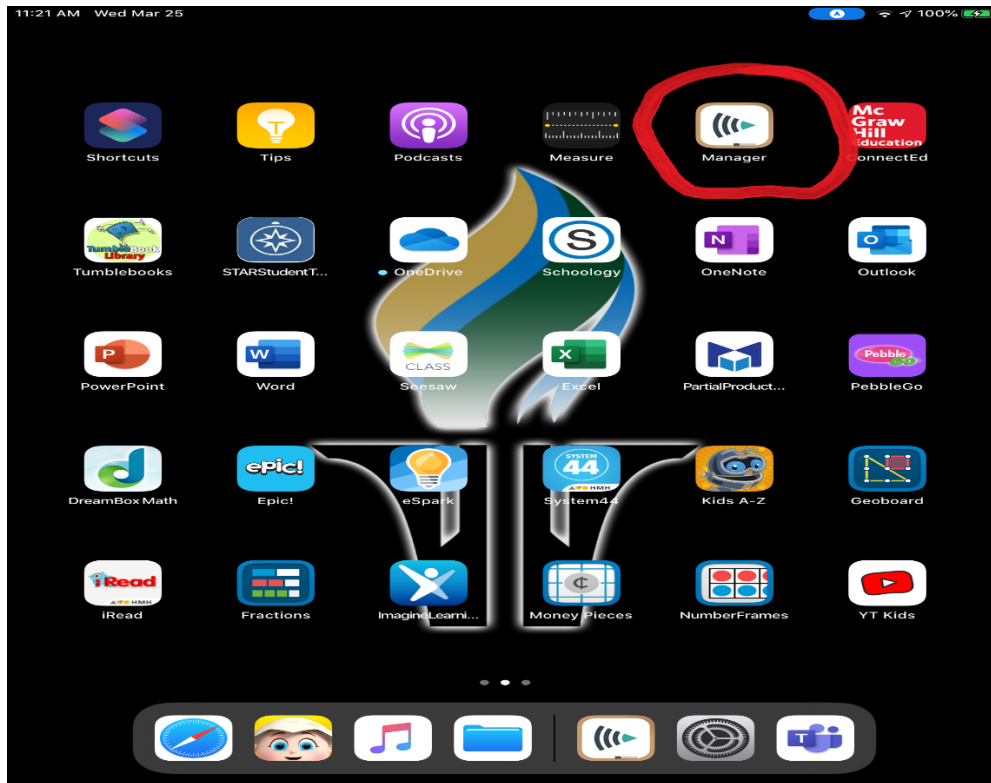 11:21 AM Wed Mar 25 100%
Shortcuts Tips Podcasts Measure Manager ConnectEd
Mc
Graw
Hill
Education
Tumblebooks STARStudentT... OneDrive Schoology OneNote Outlook
TumbleBook
Library
T
S
N
O
PowerPoint Word Seesaw Excel PartialProduct... PebbleGo
P
W
CLASS
X
Pebble
Go
DreamBox Math Epic! eSpark System44 Kids A-Z Geoboard
d
epic!
SYSTEM
44
HMH
iRead Fractions ImagineLearni... Money Pieces NumberFrames YT Kids
iRead
HMH
¢
T